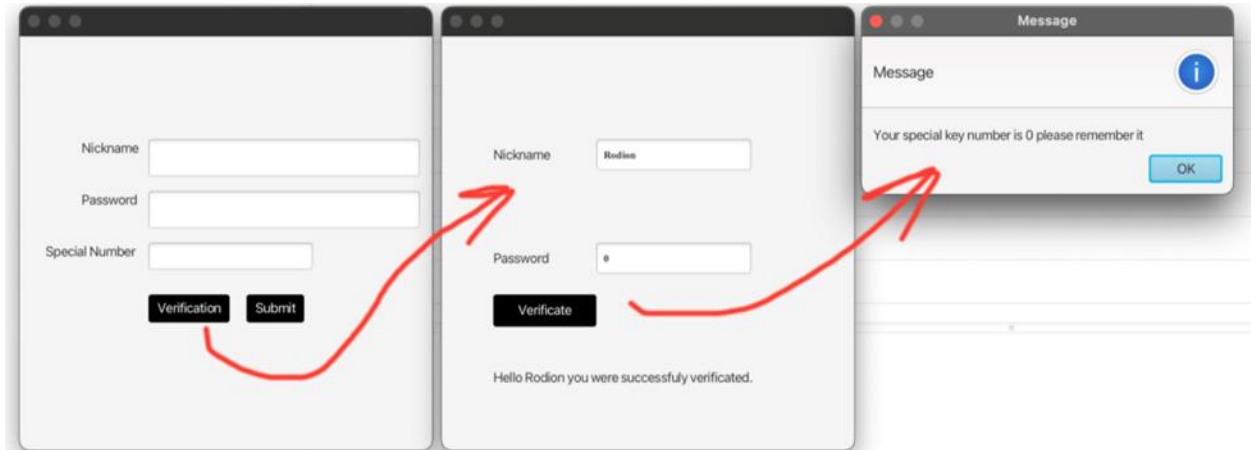 Nickname
Password
Special Number
Verification Submit
Nickname Rodion
Password 0
Verificate
Hello Rodion you were successfuly verificated.
Message
Message
Your special key number is 0 please remember it
OK